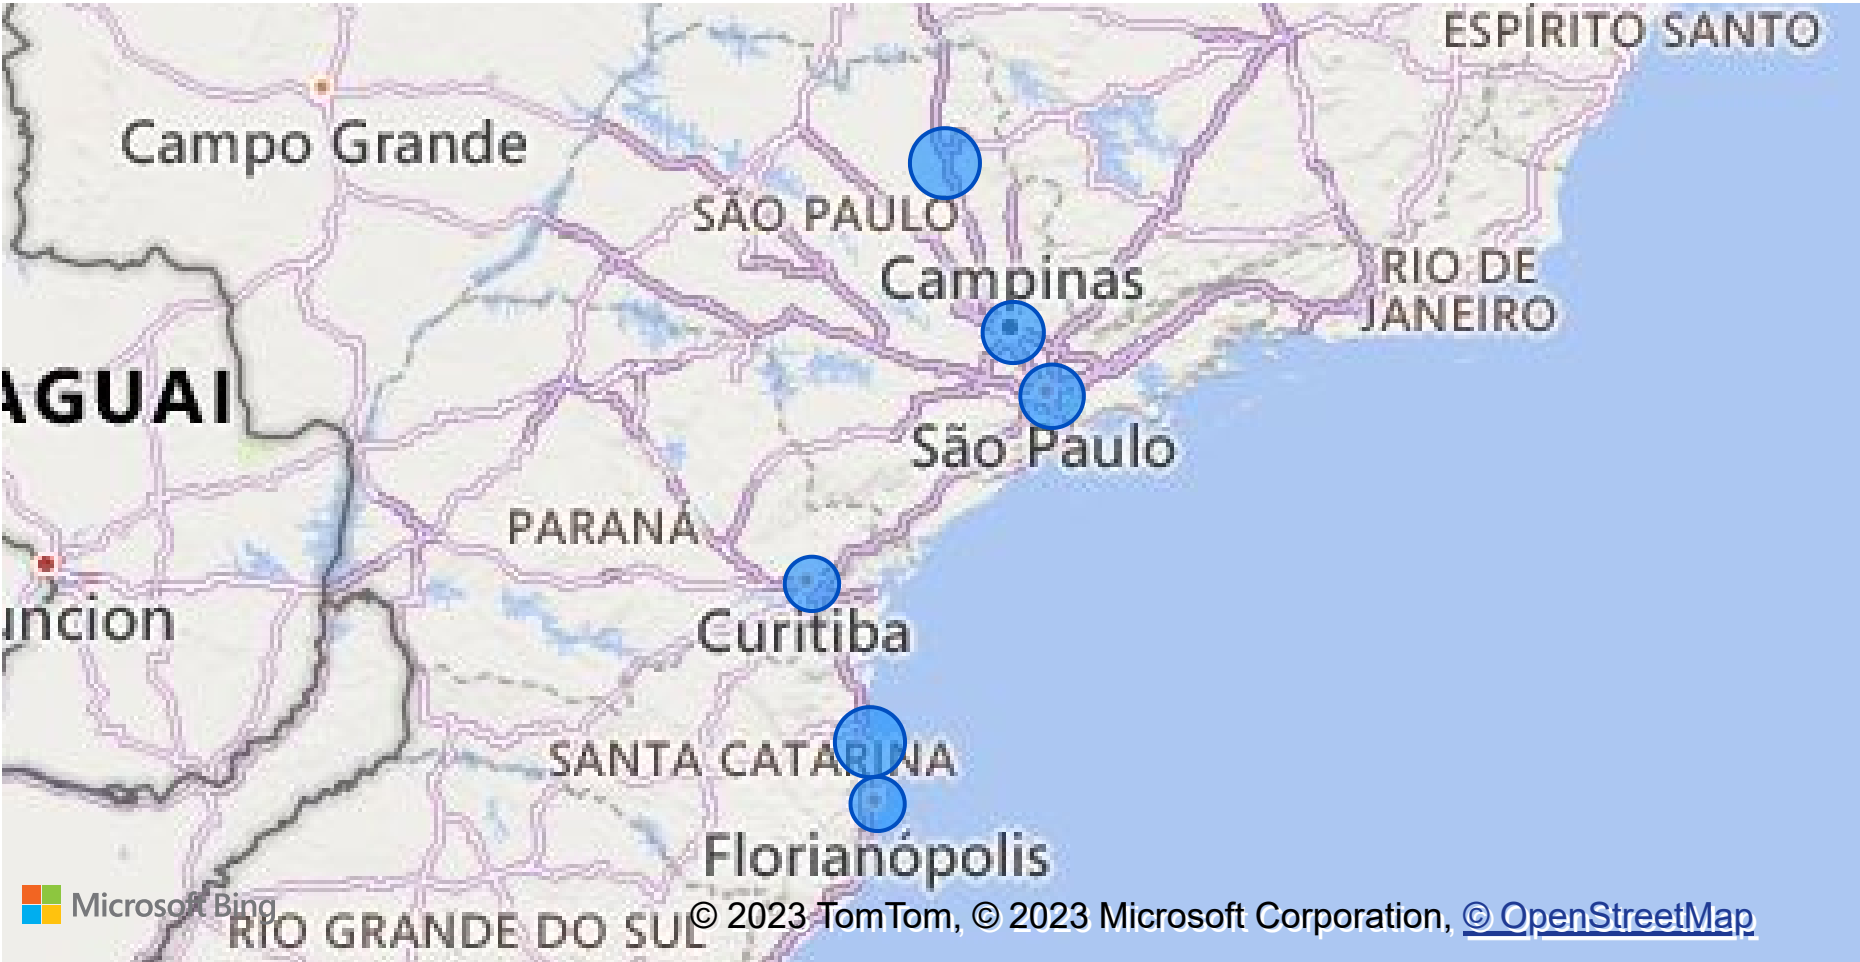 ESPÍRITO SANTO
Campo Grande
SÃO PAULO
Campinas
RIO DE
JANEIRO
AGUAI
São Paulo
PARANÁ
uncion
Curitiba
SANTA CATARINA
Florianópolis
Microsoft Bing
RIO GRANDE DO SUL
© 2023 TomTom, © 2023 Microsoft Corporation, © OpenStreetMap